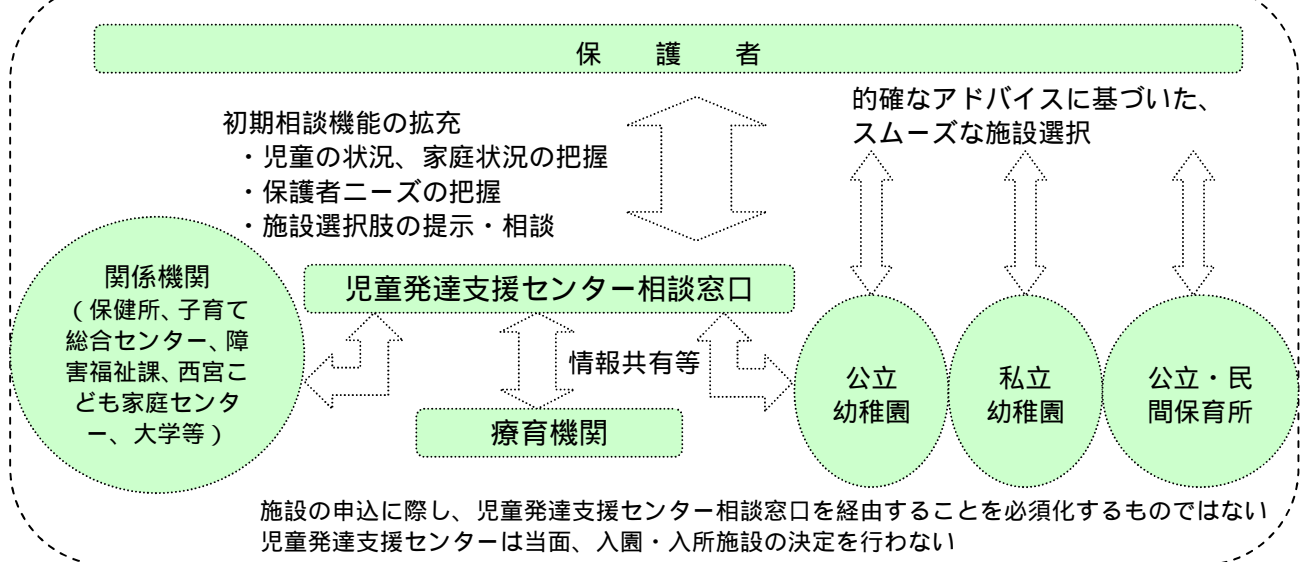 保　護　者
的確なアドバイスに基づいた、
スムーズな施設選択
初期相談機能の拡充
・児童の状況、家庭状況の把握
・保護者ニーズの把握
・施設選択肢の提示・相談
関係機関
（保健所、子育て
総合センター、障
害福祉課、西宮こ
ども家庭センタ
ー、大学等）
児童発達支援センター相談窓口
情報共有等
療育機関
公立
幼稚園
私立
幼稚園
公立・民
間保育所
施設の申込に際し、児童発達支援センター相談窓口を経由することを必須化するものではない
児童発達支援センターは当面、入園・入所施設の決定を行わない